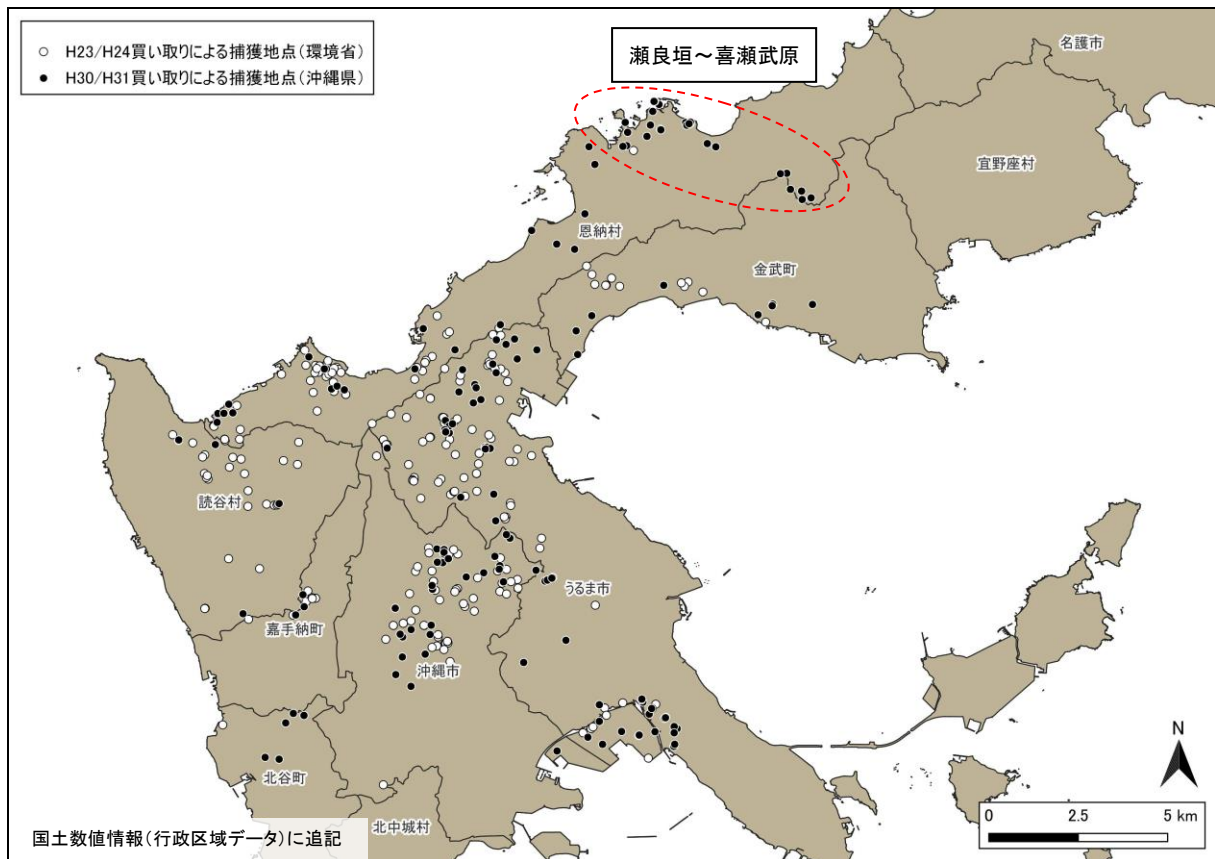 H23/H24買い取りによる捕獲地点(環境省)
H30/H31買い取りによる捕獲地点(沖縄県)
瀬良垣～喜瀬武原
名護市
宜野座村
恩納村
金武町
読谷村
うるま市
嘉手納町
沖縄市
北谷町
北中城村
N
0 2.5 5 km
国土数値情報(行政区域データ)に追記